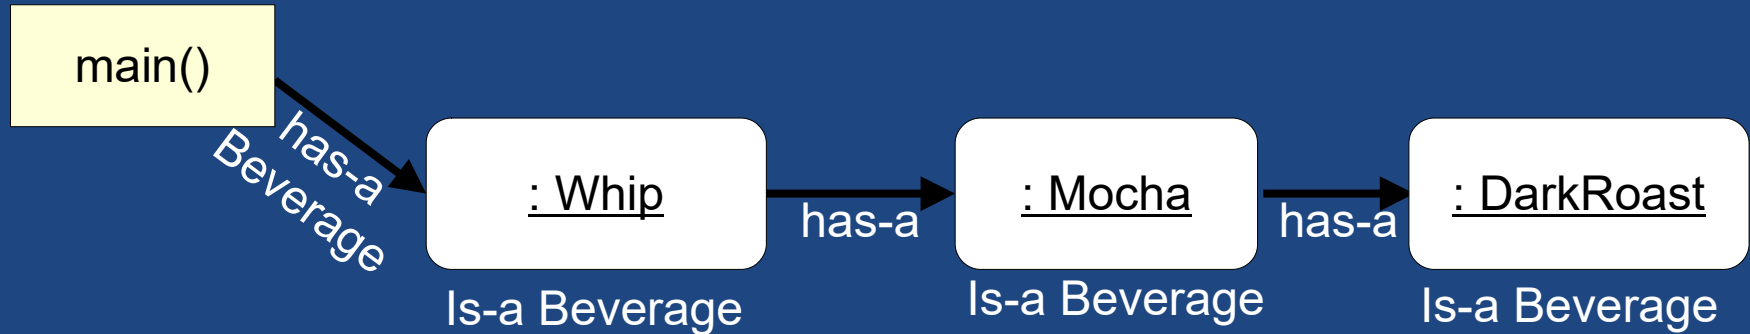 main()
has-a
Beverage
: Whip
has-a
: Mocha
has-a
: DarkRoast
Is-a Beverage
Is-a Beverage
Is-a Beverage